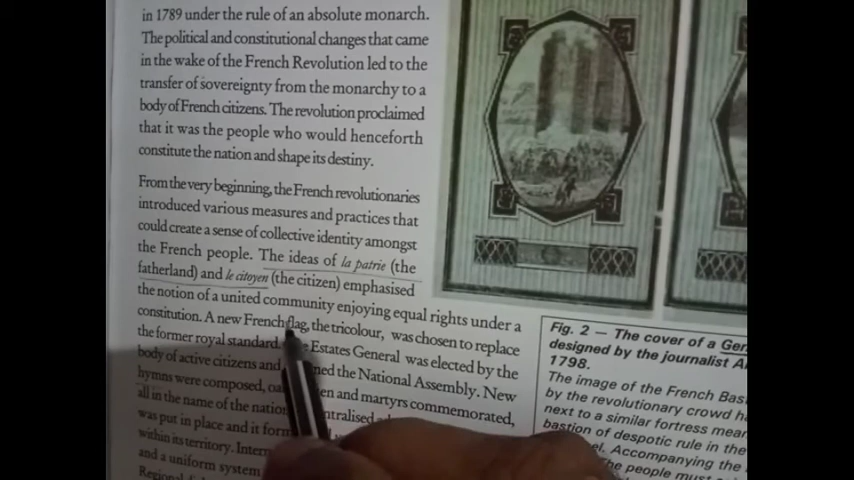 in 1789 under the rule of an absolute monarch.
The political and constitutional changes that came
in the wake of the French Revolution led to the
transfer of sovereignty from the monarchy to a
body of French citizens. The revolution proclaimed
that it was the people who would henceforth
constitute the nation and shape its destiny.
From the very beginning, the French revolutionaries
introduced various measures and practices that
could create a sense of collective identity amongst
the French people. The ideas of la patrie (the
fatherland) and le citoyen (the citizen) emphasised
the notion of a united community enjoying equal rights under a
constitution. A new French flag, the tricolour, was chosen to replace
the former royal standard. Estates General was elected by the
body of active citizens and the National Assembly. New
hymns were composed, and martyrs commemorated,
all in the name of the nation.
was put in place and it
within its territory.
and a uniform system
Fig. 2 — The cover of a
designed by the journalist
1798.
The image of the French
by the revolutionary crowd
next to a similar fortress
bastion of despotic rule in the
Accompanying the
people